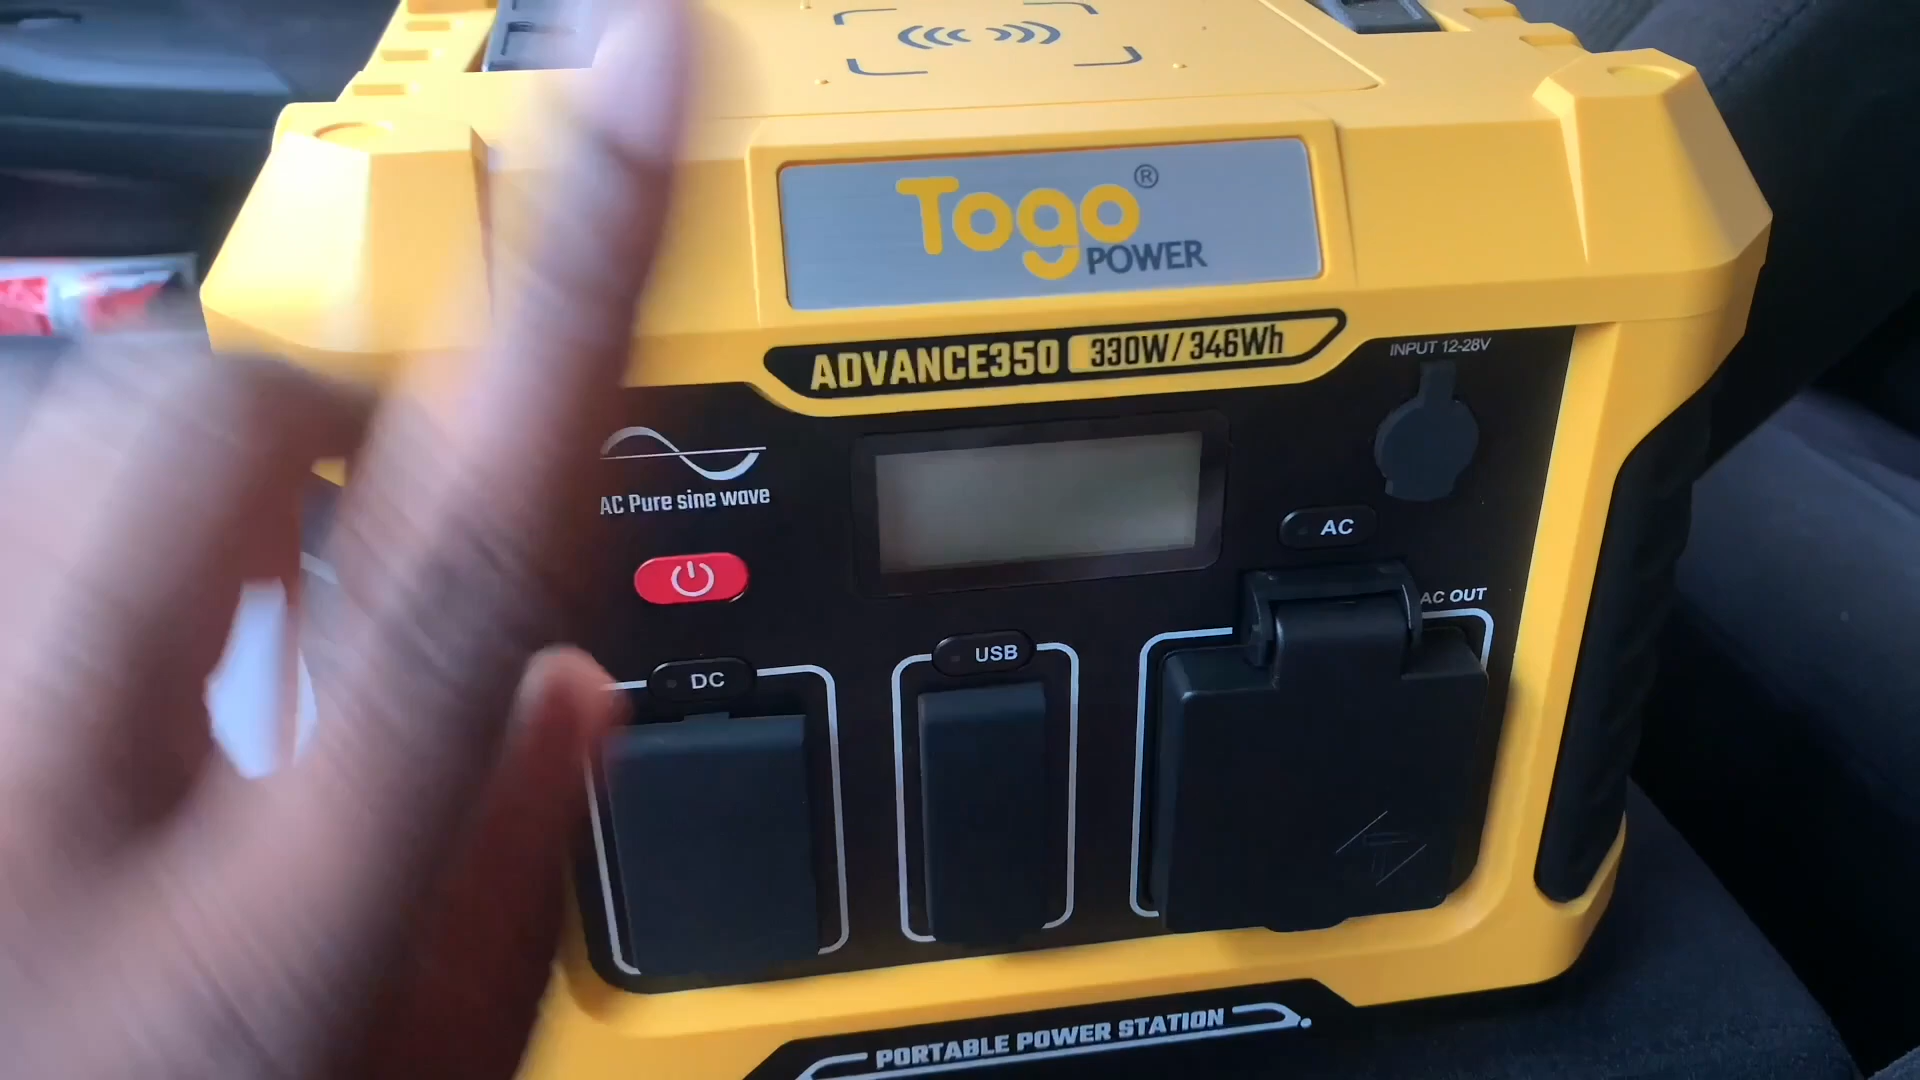 Togo®
POWER
ADVANCE350 330W/346Wh
INPUT 12-28V
AC Pure sine wave
AC
AC OUT
USB
DC
PORTABLE POWER STATION